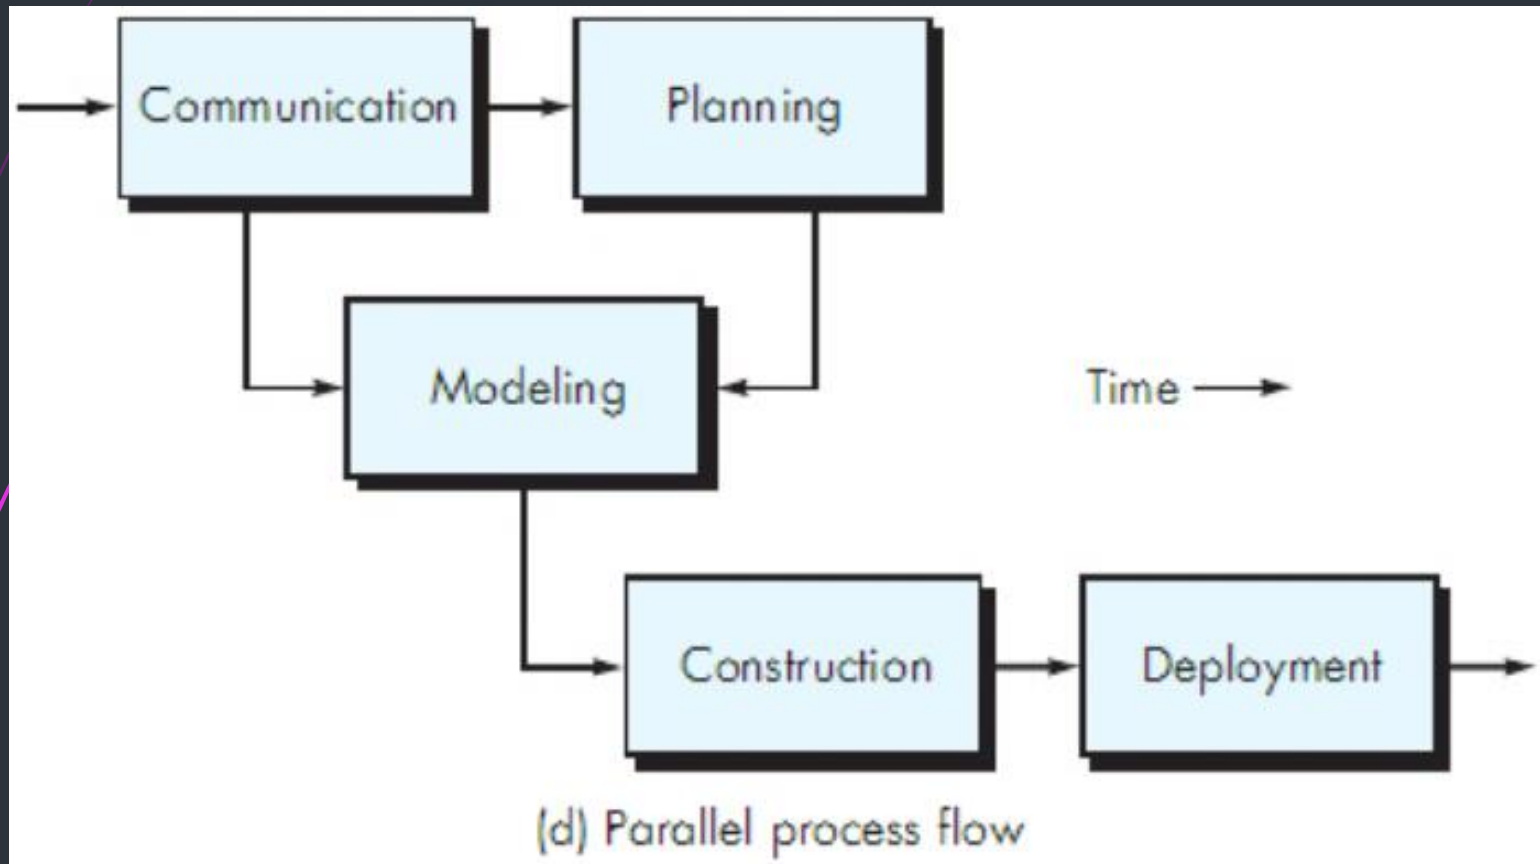 Communication
Planning
Modeling
Time
Construction
Deployment
(d) Parallel process flow